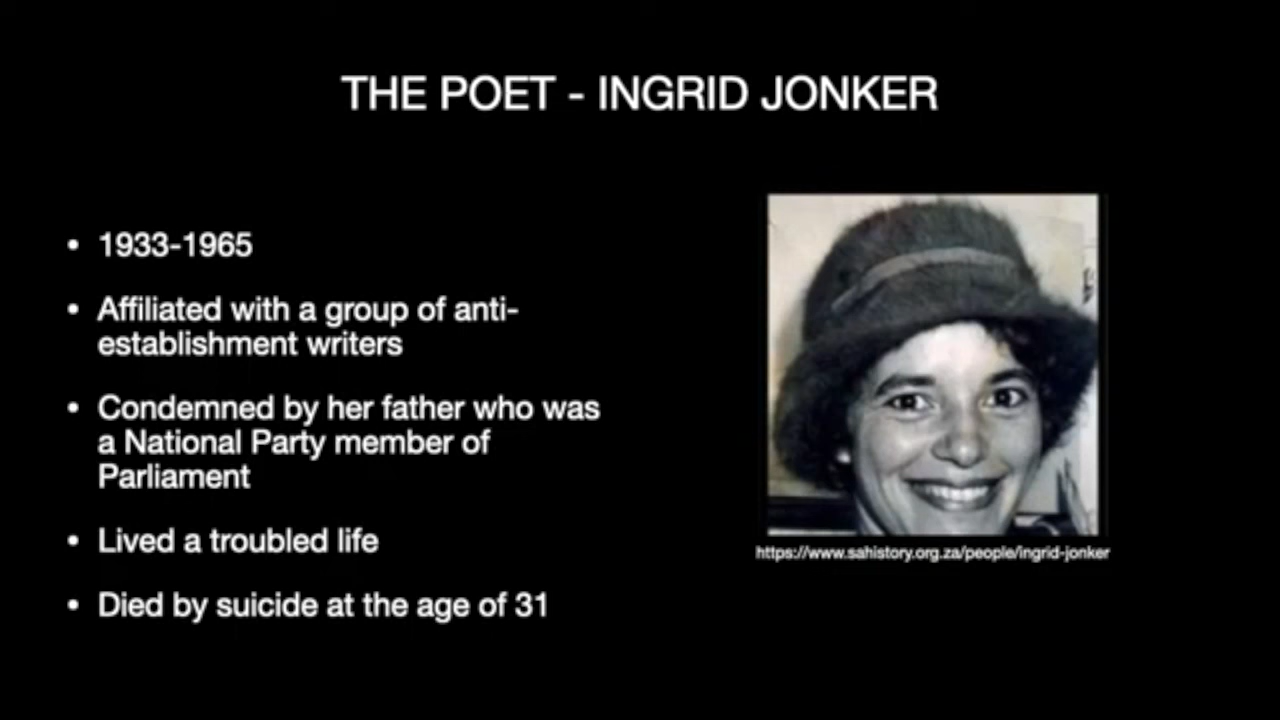 THE POET - INGRID JONKER
• 1933-1965
• Affiliated with a group of anti-
establishment writers
• Condemned by her father who was
a National Party member of
Parliament
• Lived a troubled life
• Died by suicide at the age of 31
https://www.sahistory.org.za/people/ingrid-jonker